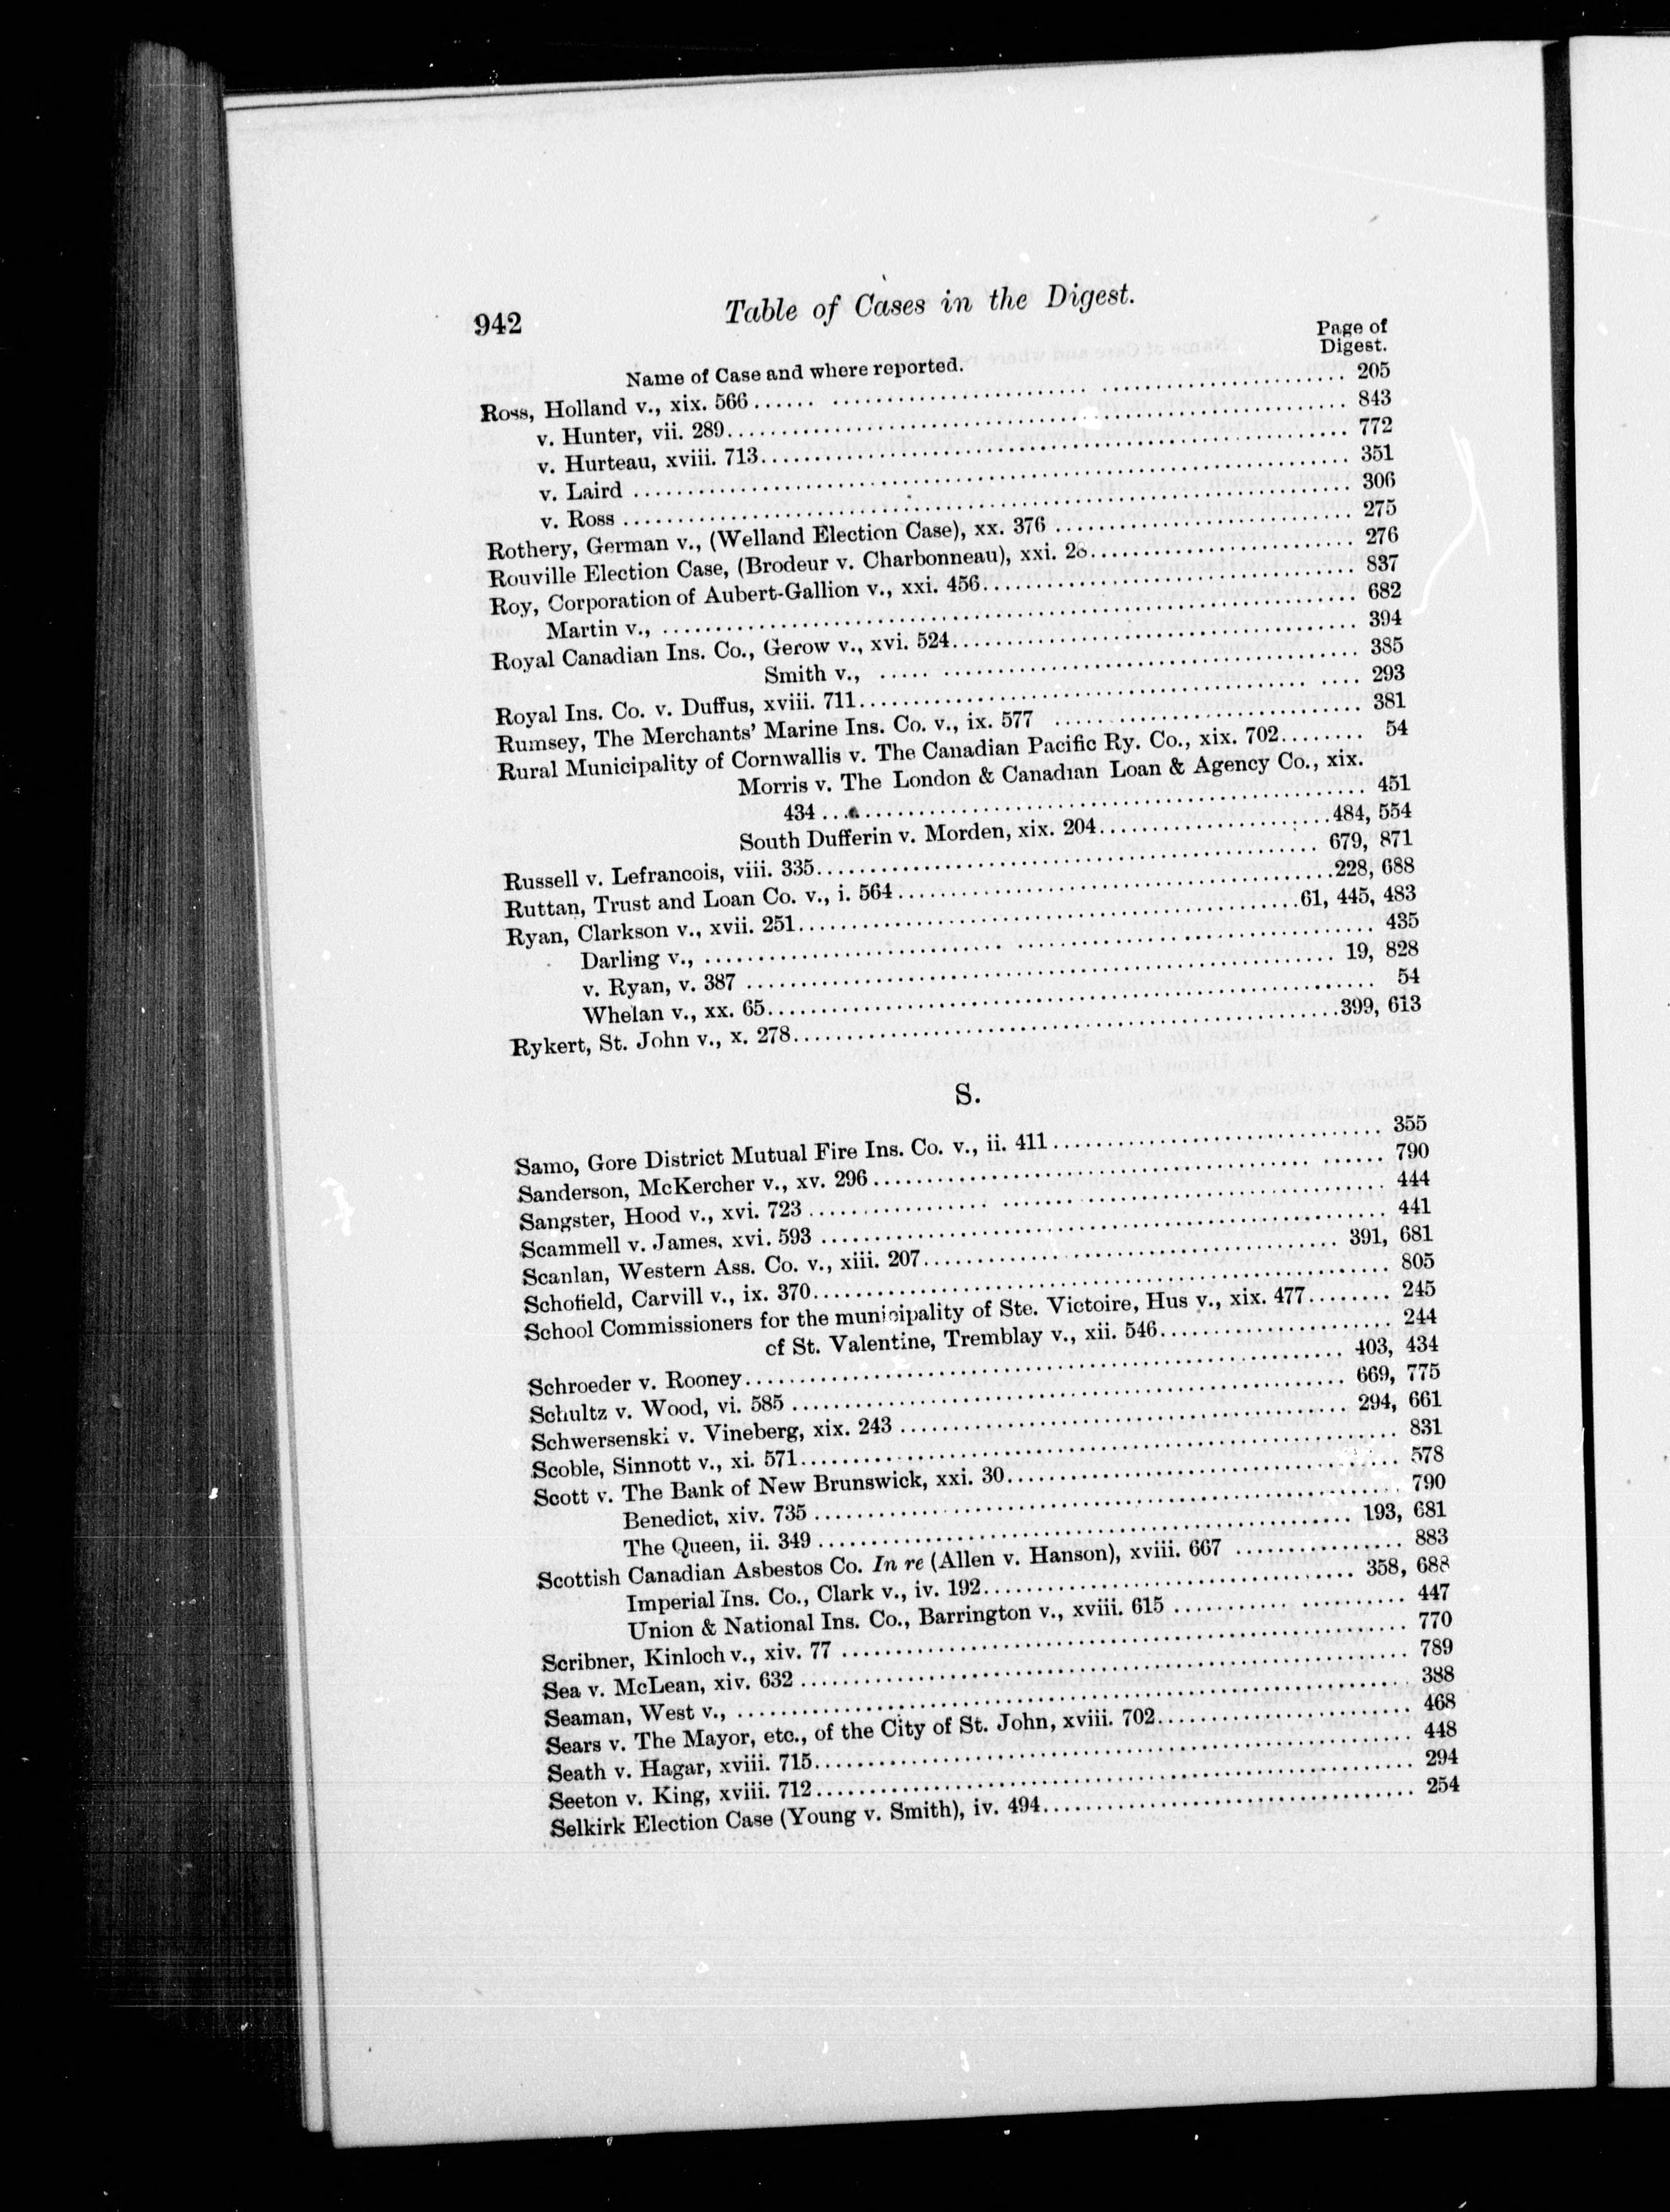 942 Table of Cases in the Digest.
Name of Case and where reported. Page of
Digest.
Ross, Holland v., xix. 566 ...... ........................ 205
v. Hunter, vii. 289........................ 843
v. Hurteau, xviii. 713........................ 772
v. Laird ........................ 351
v. Ross ........................ 306
Rothery, German v., (Welland Election Case), xx. 376 ........................ 275
Rouville Election Case, (Brodeur v. Charbonneau), xxi. 28........................ 276
Roy, Corporation of Aubert-Gallion v., xxi. 456........................ 837
Martin v., ........................ 682
Royal Canadian Ins. Co., Gerow v., xvi. 524........................ 394
Smith v., ..... ........................ 385
Royal Ins. Co. v. Duffus, xviii. 711........................ .... 293
Rumsey, The Merchants' Marine Ins. Co. v., ix. 577 ........................ 381
Rural Municipality of Cornwallis v. The Canadian Pacific Ry. Co., xix. 702........ 54
Morris v. The London & Canadian Loan & Agency Co., xix.
434 ........................ 451
South Dufferin v. Morden, xix. 204........................484, 554
Russell v. Lefrancois, viii. 335........................ 679, 871
Ruttan, Trust and Loan Co. v., i. 564........................228, 688
Ryan, Clarkson v., xvii. 251........................61, 445, 483
Darling v., ........................ 435
v. Ryan, v. 387 ........................ 19, 828
Whelan v., xx. 65........................ 54
Rykert, St. John v., x. 278........................399, 613
S.
Samo, Gore District Mutual Fire Ins. Co. v., ii. 411........................ 355
Sanderson, McKercher v., xv. 296........................ ...... 790
Sangster, Hood v., xvi. 723 ........................ 444
Scammell v. James, xvi. 593 ........................ 441
Scanlan, Western Ass. Co. v., xiii. 207........................ 391, 681
Schofield, Carvill v., ix. 370........................ 805
School Commissioners for the municipality of Ste. Victoire, Hus v., xix. 477........ 245
cf St. Valentine, Tremblay v., xii. 546........................ 244
Schroeder v. Rooney........................ 403, 434
Schultz v. Wood, vi. 585 ........................ 669, 775
Schwersenski v. Vineberg, xix. 243 ........................ 294, 661
Scoble, Sinnott v., xi. 571........................ 831
Scott v. The Bank of New Brunswick, xxi. 30........................ 578
Benedict, xiv. 735 ........................ 790
The Queen, ii. 349 ........................ 193, 681
Scottish Canadian Asbestos Co. In re (Allen v. Hanson), xviii. 667 ................ 883
Imperial Ins. Co., Clark v., iv. 192........................ 358, 688
Union & National Ins. Co., Barrington v., xviii. 615 ........................ 447
Scribner, Kinloch v., xiv. 77 ........................ 770
Sea v. McLean, xiv. 632 ........................ 789
Seaman, West v., ........................ 388
Sears v. The Mayor, etc., of the City of St. John, xviii. 702........................ 468
Seath v. Hagar, xviii. 715........................ 448
Seeton v. King, xviii. 712........................ 294
Selkirk Election Case (Young v. Smith), iv. 494........................ 254